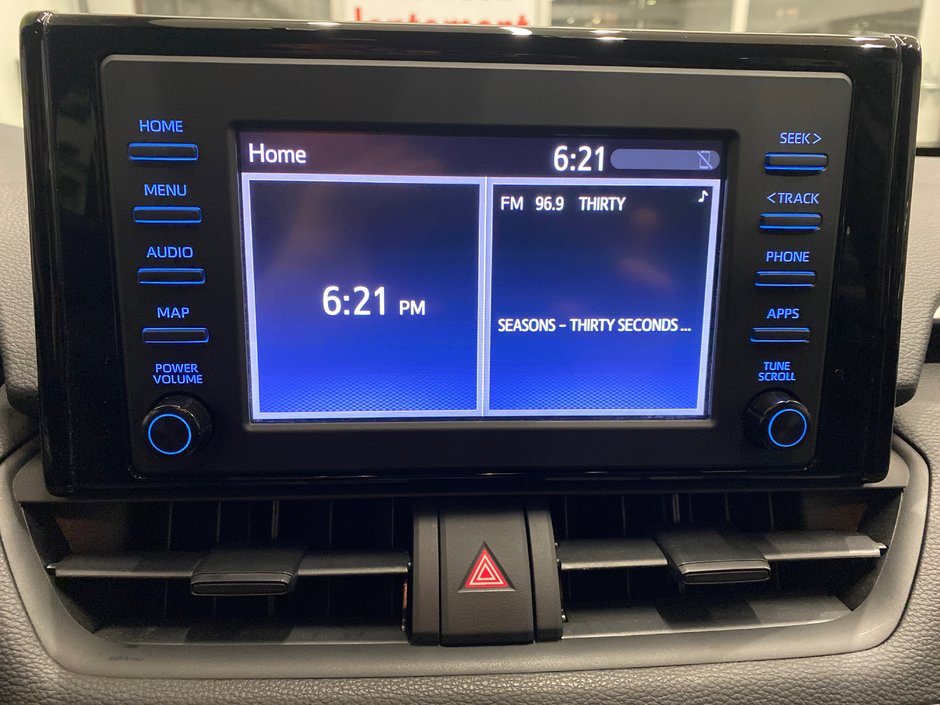 lentement
HOME
MENU
AUDIO
MAP
POWER
VOLUME
Home
6:21
6:21 PM
FM 96.9 THIRTY
SEASONS - THIRTY SECONDS ...
SEEK >
< TRACK
PHONE
APPS
TUNE
SCROLL